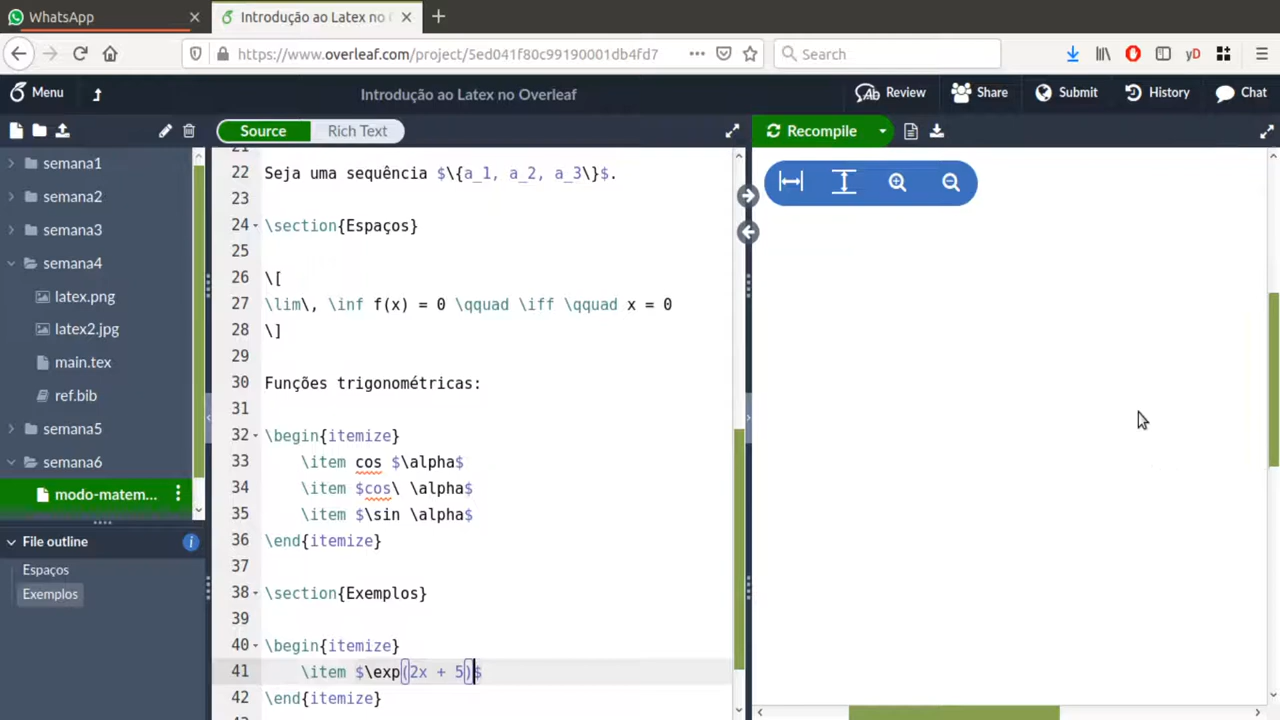 WhatsApp
Introdução ao Latex no
https://www.overleaf.com/project/5ed041f80c99190001db4fd7
Search
yD
Menu
Introdução ao Latex no Overleaf
Review
Share
Submit
History
Chat
Source
Rich Text
Recompile
semana1
semana2
semana3
semana4
latex.png
latex2.jpg
main.tex
ref.bib
semana5
semana6
modo-matem...
File outline
Espaços
Exemplos
21
22 Seja uma sequência $\{a_1, a_2, a_3\}$.
23
24 \section{Espaços}
25
26 \[
27 \lim\, \inf f(x) = 0 \qquad \iff \qquad x = 0
28 \]
29
30 Funções trigonométricas:
31
32 \begin{itemize}
33 \item cos $\alpha$
34 \item $cos\ \alpha$
35 \item $\sin \alpha$
36 \end{itemize}
37
38 \section{Exemplos}
39
40 \begin{itemize}
41 \item $\exp(2x + 5)$
42 \end{itemize}